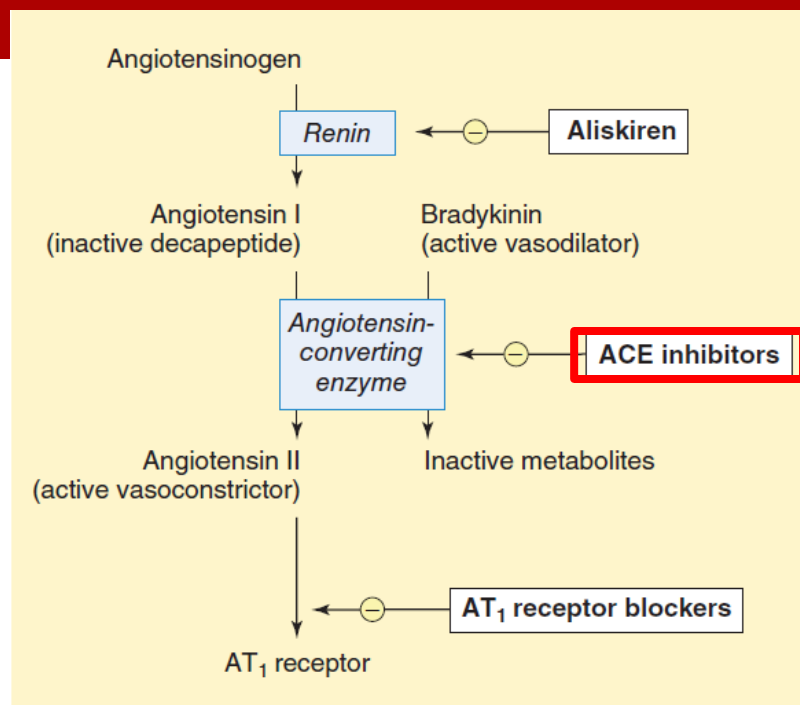 Angiotensinogen
Renin
Aliskiren
Angiotensin I
(inactive decapeptide)
Bradykinin
(active vasodilator)
Angiotensin-
converting
enzyme
ACE inhibitors
Angiotensin II
(active vasoconstrictor)
Inactive metabolites
AT₁ receptor blockers
AT₁ receptor